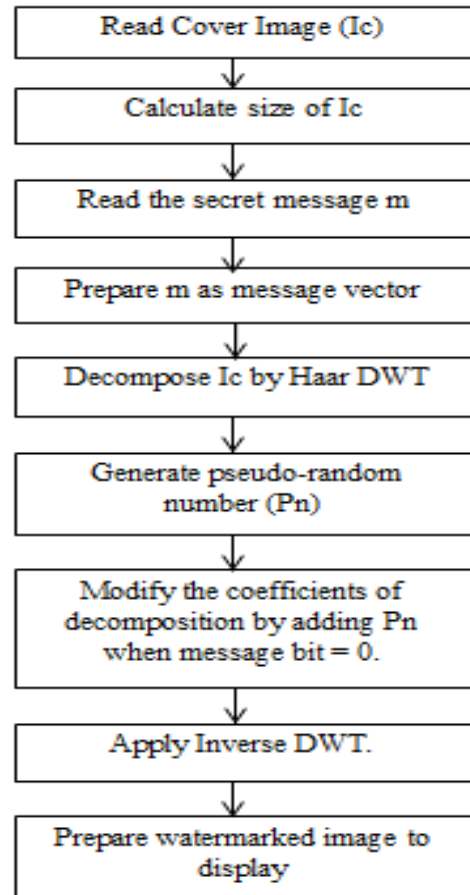 Read Cover Image (Ic)
Calculate size of Ic
Read the secret message m
Prepare m as message vector
Decompose Ic by Haar DWT
Generate pseudo-random
number (Pn)
Modify the coefficients of
decomposition by adding Pn
when message bit = 0.
Apply Inverse DWT.
Prepare watermarked image to
display